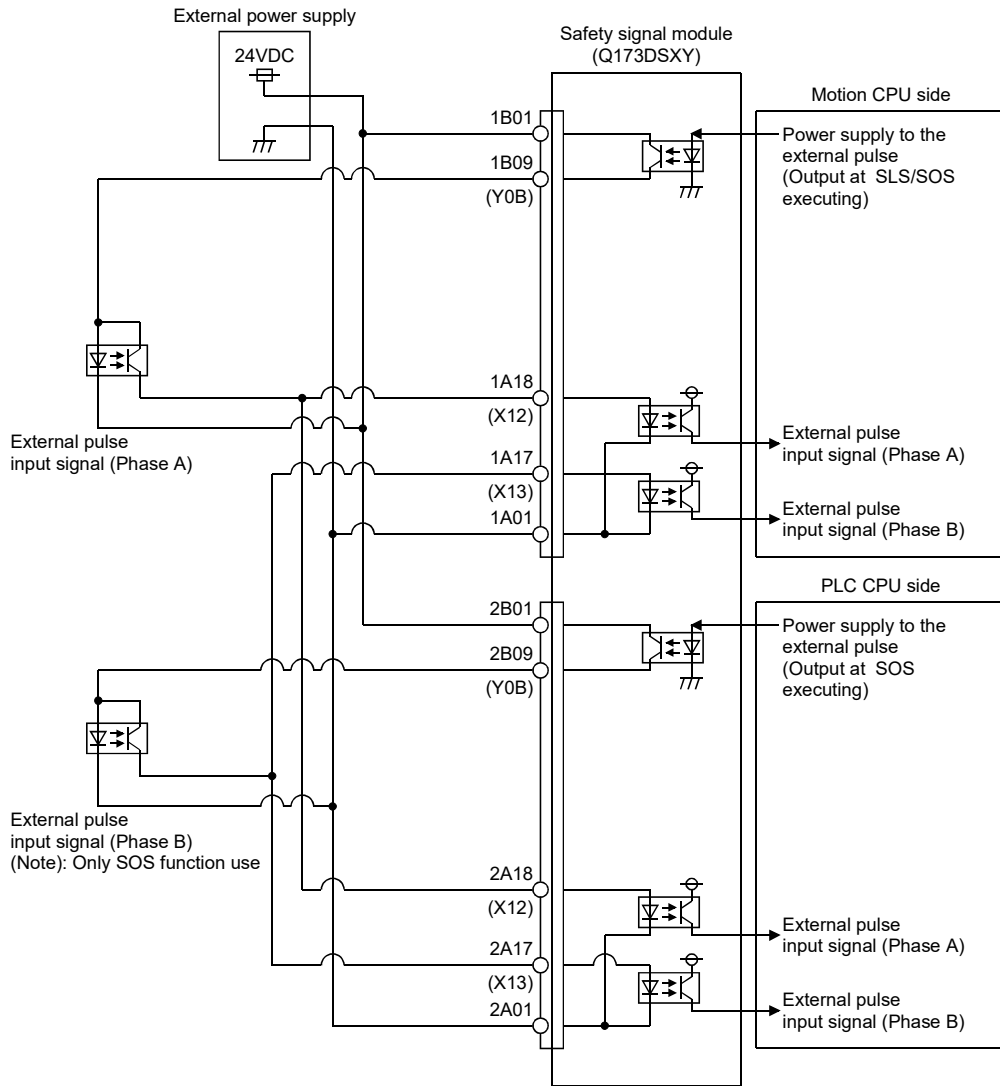 External power supply
24VDC
Safety signal module
(Q173DSXY)
Motion CPU side
1B01
1B09
(Y0B)
Power supply to the
external pulse
(Output at SLS/SOS
executing)
External pulse
input signal (Phase A)
1A18
(X12)
1A17
(X13)
1A01
External pulse
input signal (Phase A)
External pulse
input signal (Phase B)
PLC CPU side
2B01
2B09
(Y0B)
Power supply to the
external pulse
(Output at SOS
executing)
External pulse
input signal (Phase B)
(Note): Only SOS function use
2A18
(X12)
2A17
(X13)
2A01
External pulse
input signal (Phase A)
External pulse
input signal (Phase B)